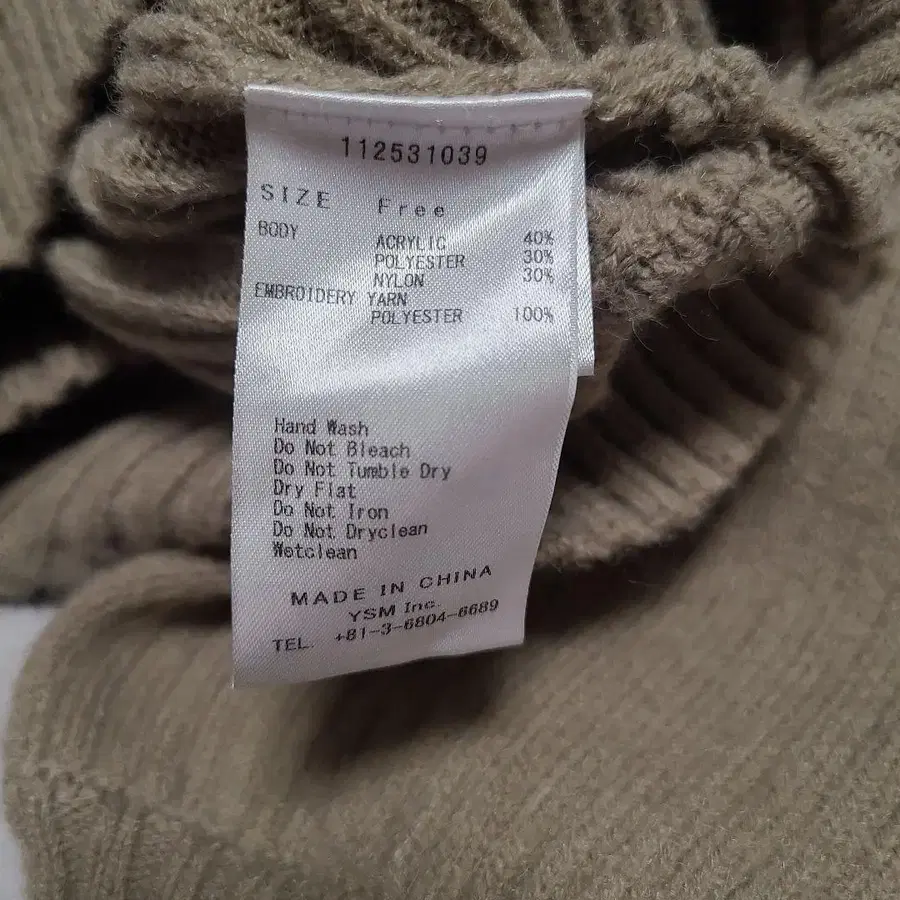 112531039
SIZE Free
BODY
ACRYLIC 40%
POLYESTER 30%
NYLON 30%
EMBROIDERY YARN
POLYESTER 100%
Hand Wash
Do Not Bleach
Do Not Tumble Dry
Dry Flat
Do Not Iron
Do Not Dryclean
Wetclean
MADE IN CHINA
YSM Inc.
TEL. +81-3-6804-6689